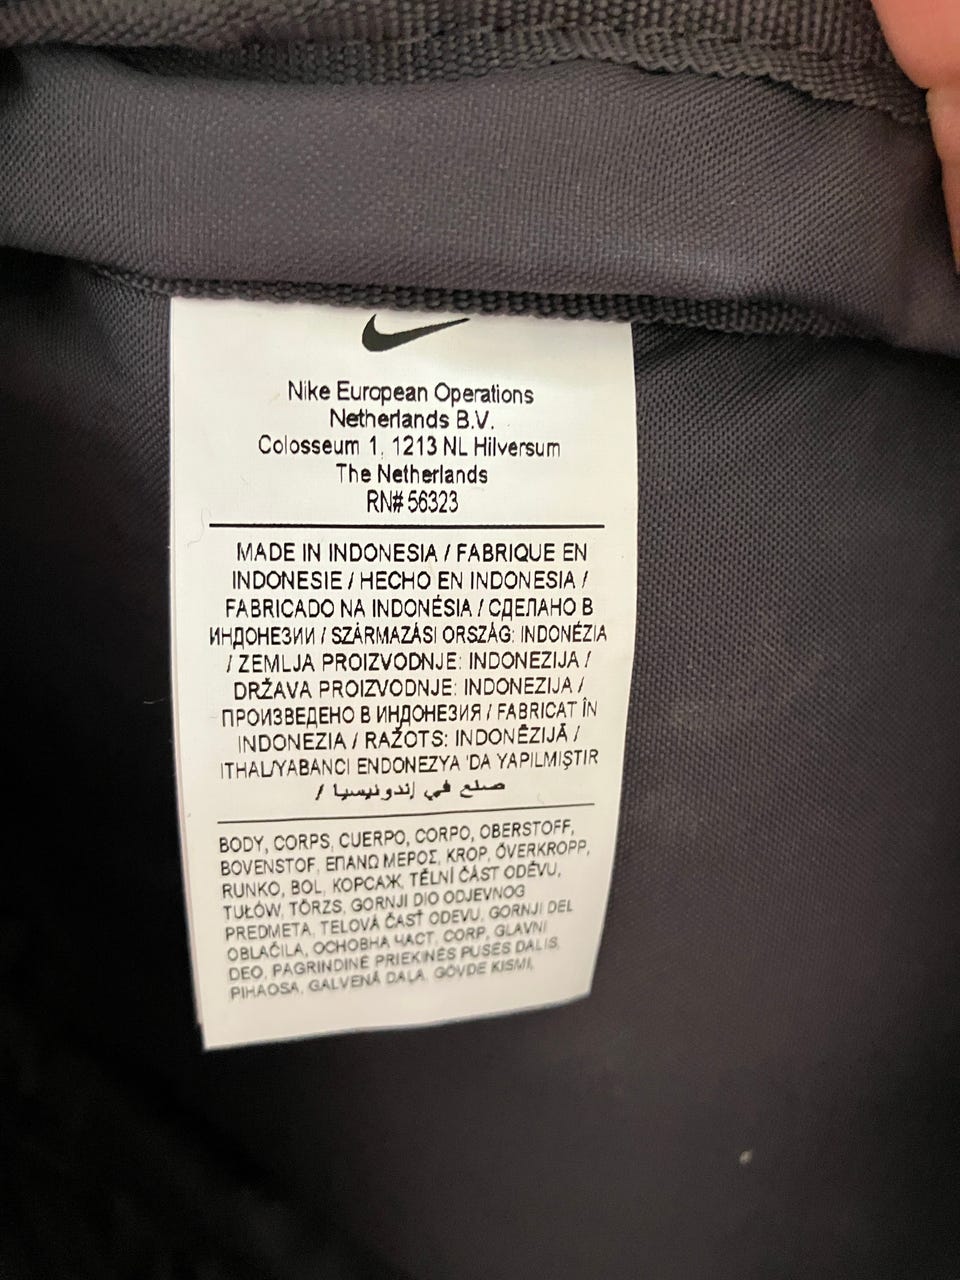 Nike European Operations
Netherlands B.V.
Colosseum 1, 1213 NL Hilversum
The Netherlands
RN# 56323
MADE IN INDONESIA / FABRIQUE EN
INDONESIE / HECHO EN INDONESIA /
FABRICADO NA INDONÉSIA / СДЕЛАНО В
ИНДОНЕЗИИ / SZÁRMAZÁSI ORSZÁG: INDONÉZIA
/ ZEMLJA PROIZVODNJE: INDONEZIJA /
DRŽAVA PROIZVODNJE: INDONEZIJA /
ПРОИЗВЕДЕНО В ИНДОНЕЗИЯ / FABRICAT ÎN
INDONEZIA / RAŽOTS: INDONĒZIJĀ /
ITHAL/YABANCI ENDONEZYA 'DA YAPILMIŞTIR
صنع في إندونيسيا /
BODY, CORPS, CUERPO, CORPO, OBERSTOFF,
BOVENSTOF, ΕΠΑΝΩ ΜΕΡΟΣ, KROP, ÖVERKROPP,
RUNKO, BOL, КОРСАЖ, TĚLNÍ ČÁST ODĚVU,
TUŁÓW, TÖRZS, GORNJI DIO ODJEVNOG
PREDMETA, TELOVÁ ČASŤ ODEVU, GORNJI DEL
OBLAČILA, ОСНОВНА ЧАСТ, CORP, GLAVNI
DEO, PAGRINDINĖ PRIEKINĖS PUSĖS DALIS,
PIHAOSA, GALVENĀ DAĻA, GÖVDE KISMI,